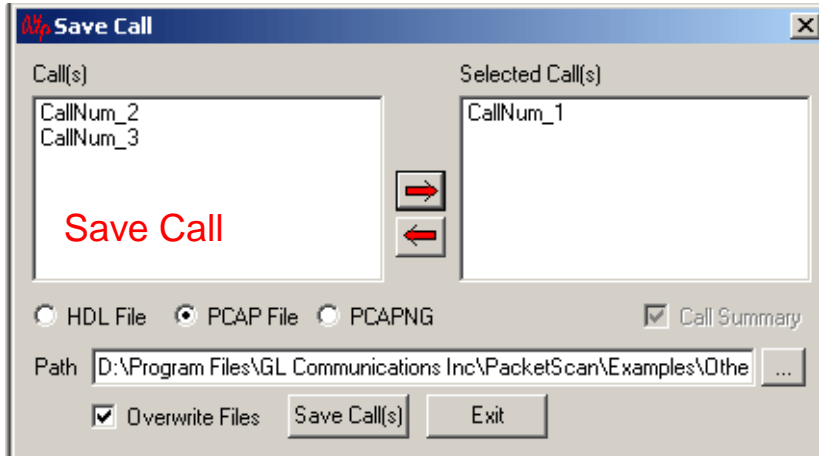 Save Call
Call(s)
Selected Call(s)
CallNum_2
CallNum_3
CallNum_1
Save Call
HDL File
PCAP File
PCAPNG
Call Summary
Path
D:\Program Files\GL Communications Inc\PacketScan\Examples\Othe
...
Overwrite Files
Save Call(s)
Exit